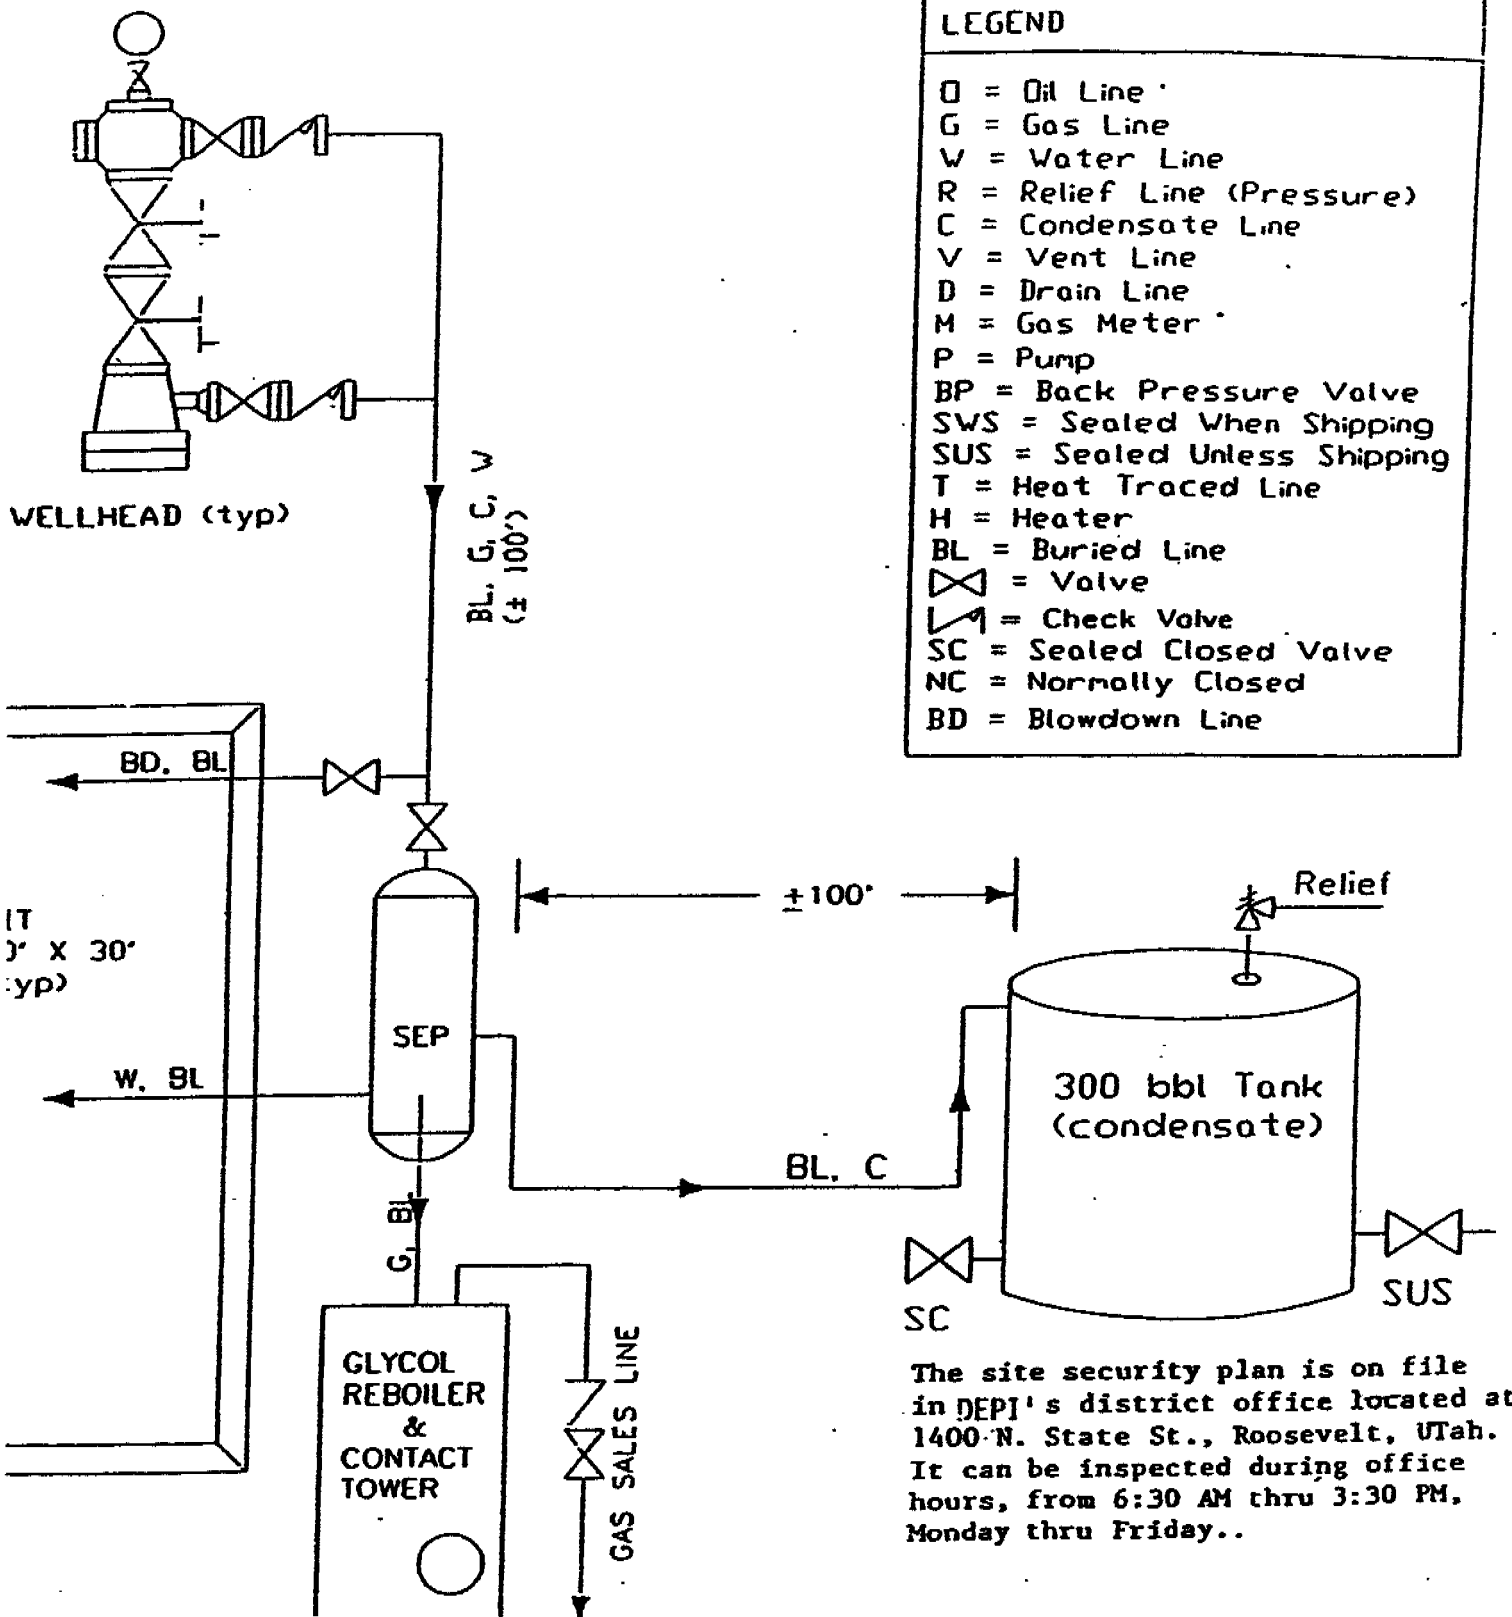 LEGEND
O = Oil Line
G = Gas Line
W = Water Line
R = Relief Line (Pressure)
C = Condensate Line
V = Vent Line
D = Drain Line
M = Gas Meter
P = Pump
BP = Back Pressure Valve
SWS = Sealed When Shipping
SUS = Sealed Unless Shipping
T = Heat Traced Line
H = Heater
BL = Buried Line
= Valve
= Check Valve
SC = Sealed Closed Valve
NC = Normally Closed
BD = Blowdown Line
WELLHEAD (typ)
BL, G, C, W
(± 100')
BD, BL
±100'
Relief
IT
0' X 30'
typ)
SEP
W, BL
300 bbl Tank
(condensate)
BL, C
G, BL
SC
SUS
GLYCOL
REBOILER
&
CONTACT
TOWER
GAS SALES LINE
The site security plan is on file
in DEPI's district office located at
1400 N. State St., Roosevelt, UTah.
It can be inspected during office
hours, from 6:30 AM thru 3:30 PM,
Monday thru Friday..